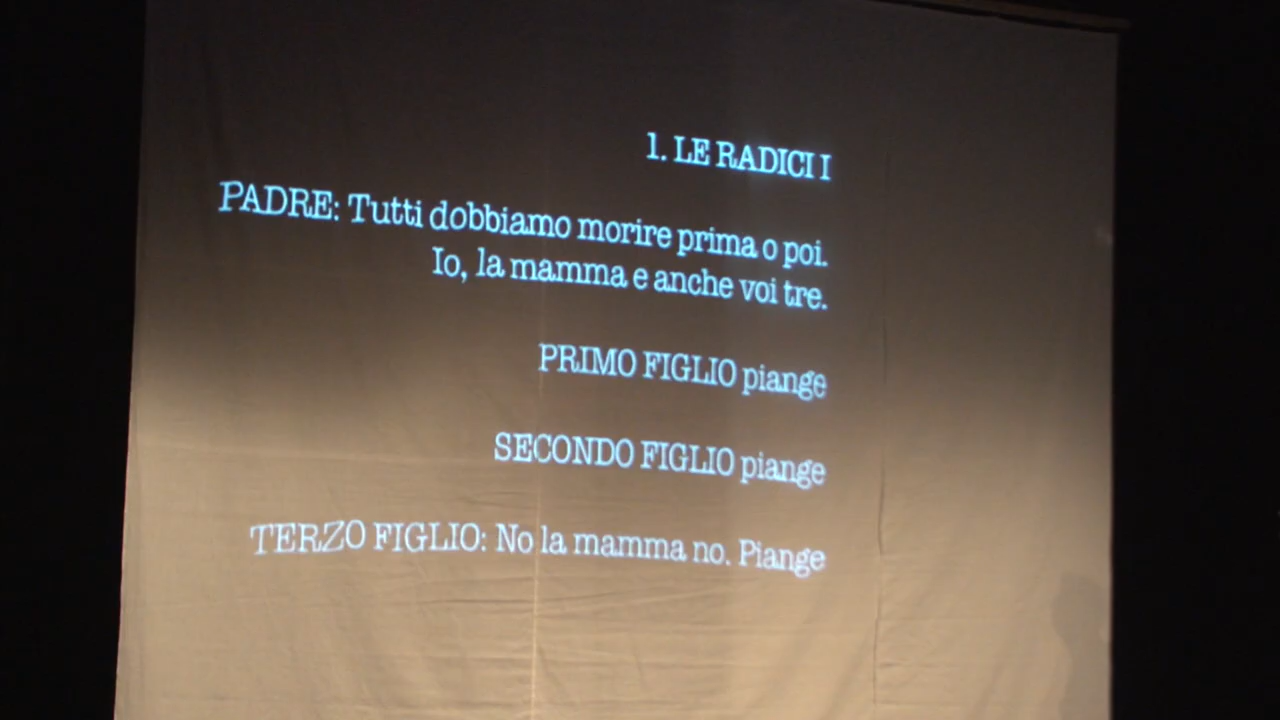 1. LE RADICI I
PADRE: Tutti dobbiamo morire prima o poi.
Io, la mamma e anche voi tre.
PRIMO FIGLIO piange
SECONDO FIGLIO piange
TERZO FIGLIO: No la mamma no. Piange